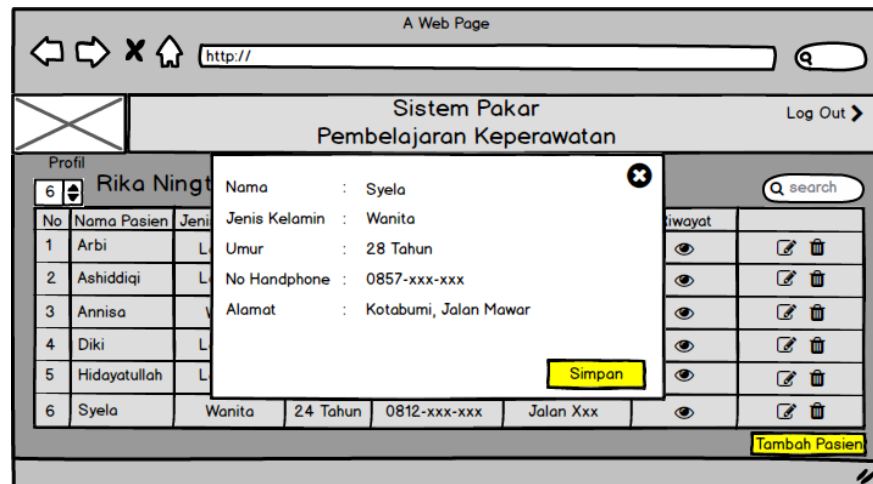 A Web Page
http://
Sistem Pakar
Pembelajaran Keperawatan
Log Out
Profil
6 Rika Ningt
search
Nama : Syela
Jenis Kelamin : Wanita
Umur : 28 Tahun
No Handphone : 0857-xxx-xxx
Alamat : Kotabumi, Jalan Mawar
Simpan
No Nama Pasien Jeni Riwayat
1 Arbi L
2 Ashiddiqi L
3 Annisa
4 Diki L
5 Hidayatullah L
6 Syela Wanita 24 Tahun 0812-xxx-xxx Jalan Xxx
Tambah Pasien